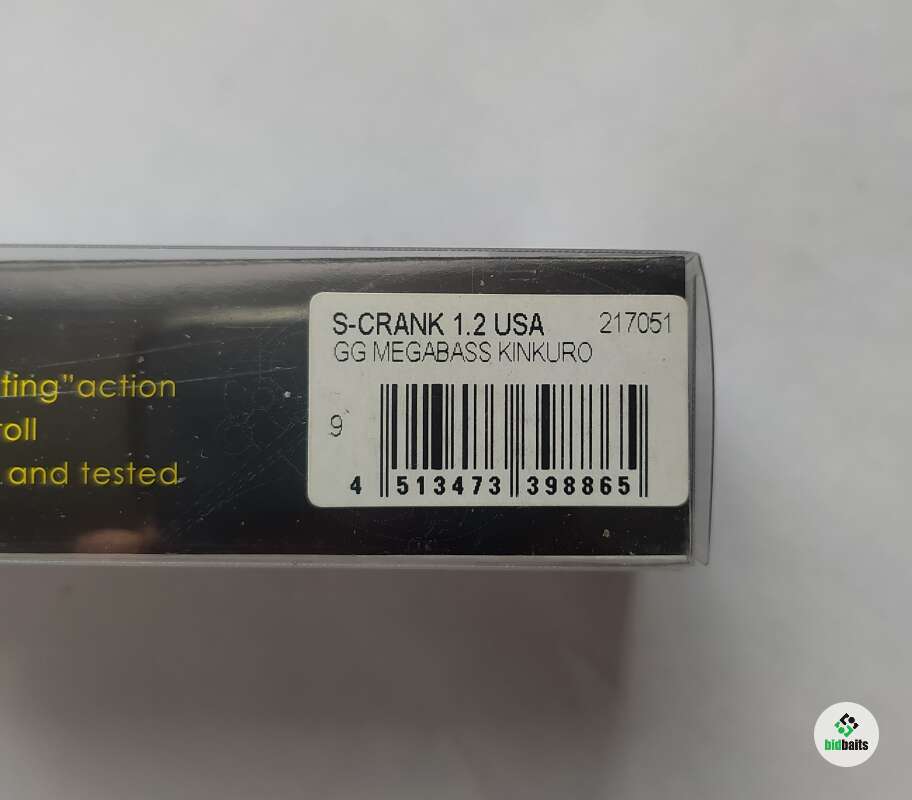 S-CRANK 1.2 USA 217051
GG MEGABASS KINKURO
9
4 513473 398865
ting" action
roll
and tested
bidbaits